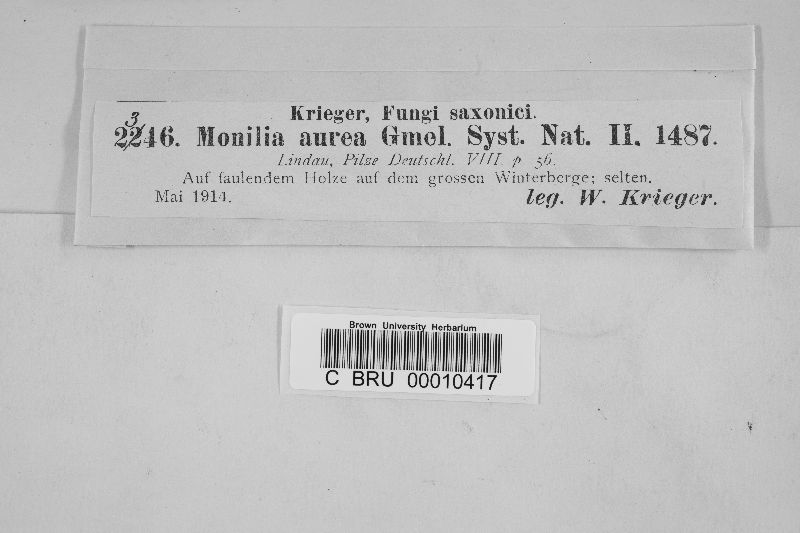 Krieger, Fungi saxonici.
3
2246. Monilia aurea Gmel. Syst. Nat. II. 1487.
Lindau, Pilze Deutschl. VIII p 56.
Auf faulendem Holze auf dem grossen Winterberge; selten.
Mai 1914.
leg. W. Krieger.
Brown University Herbarium
C BRU 00010417